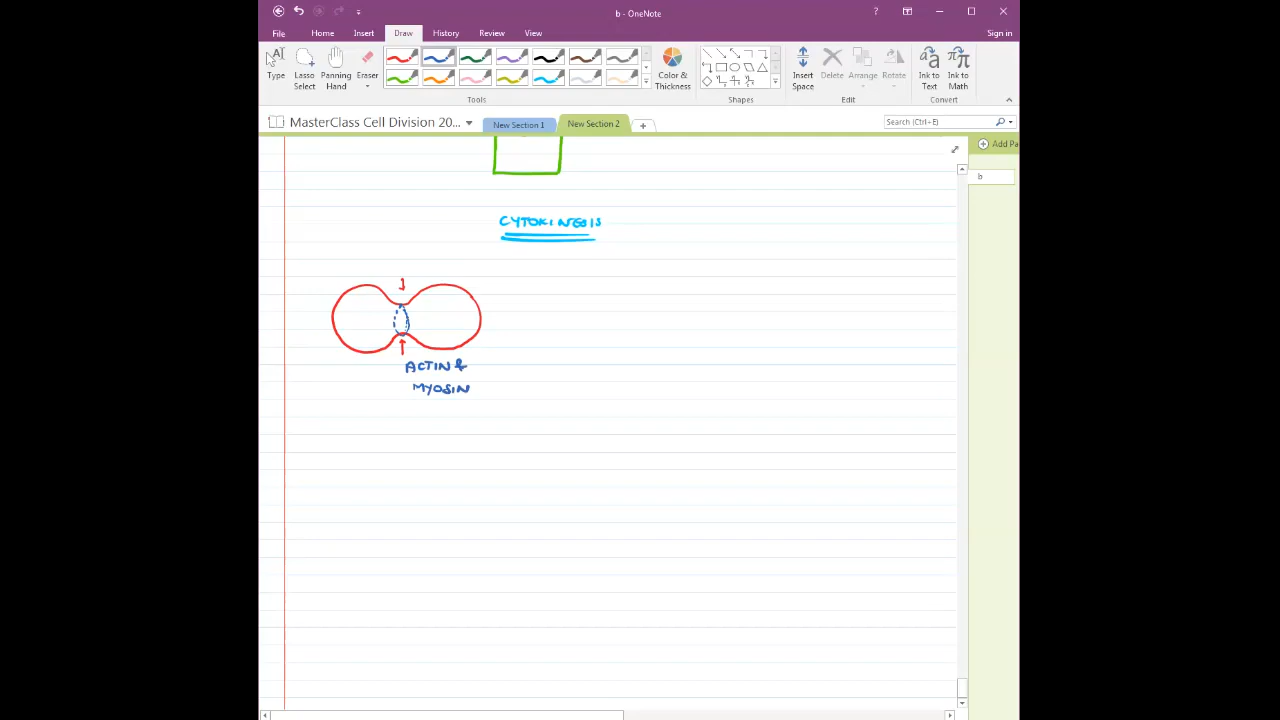 b - OneNote
?
Sign in
File Home Insert Draw History Review View
Type
Lasso Select
Panning Hand
Eraser
Color & Thickness
Insert Space
Delete
Arrange
Rotate
Ink to Text
Ink to Math
Tools
Shapes
Edit
Convert
MasterClass Cell Division 20...
New Section 1
New Section 2
Search (Ctrl+E)
Add Pa
b
CYTOKINESIS
ACTIN &
MYOSIN